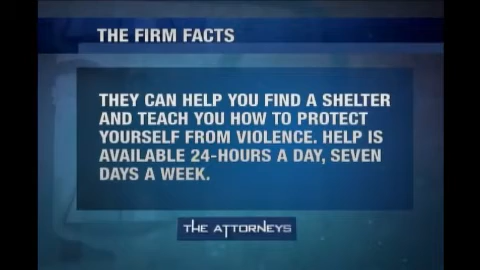 THE FIRM FACTS
THEY CAN HELP YOU FIND A SHELTER
AND TEACH YOU HOW TO PROTECT
YOURSELF FROM VIOLENCE. HELP IS
AVAILABLE 24-HOURS A DAY, SEVEN
DAYS A WEEK.
THE ATTORNEYS